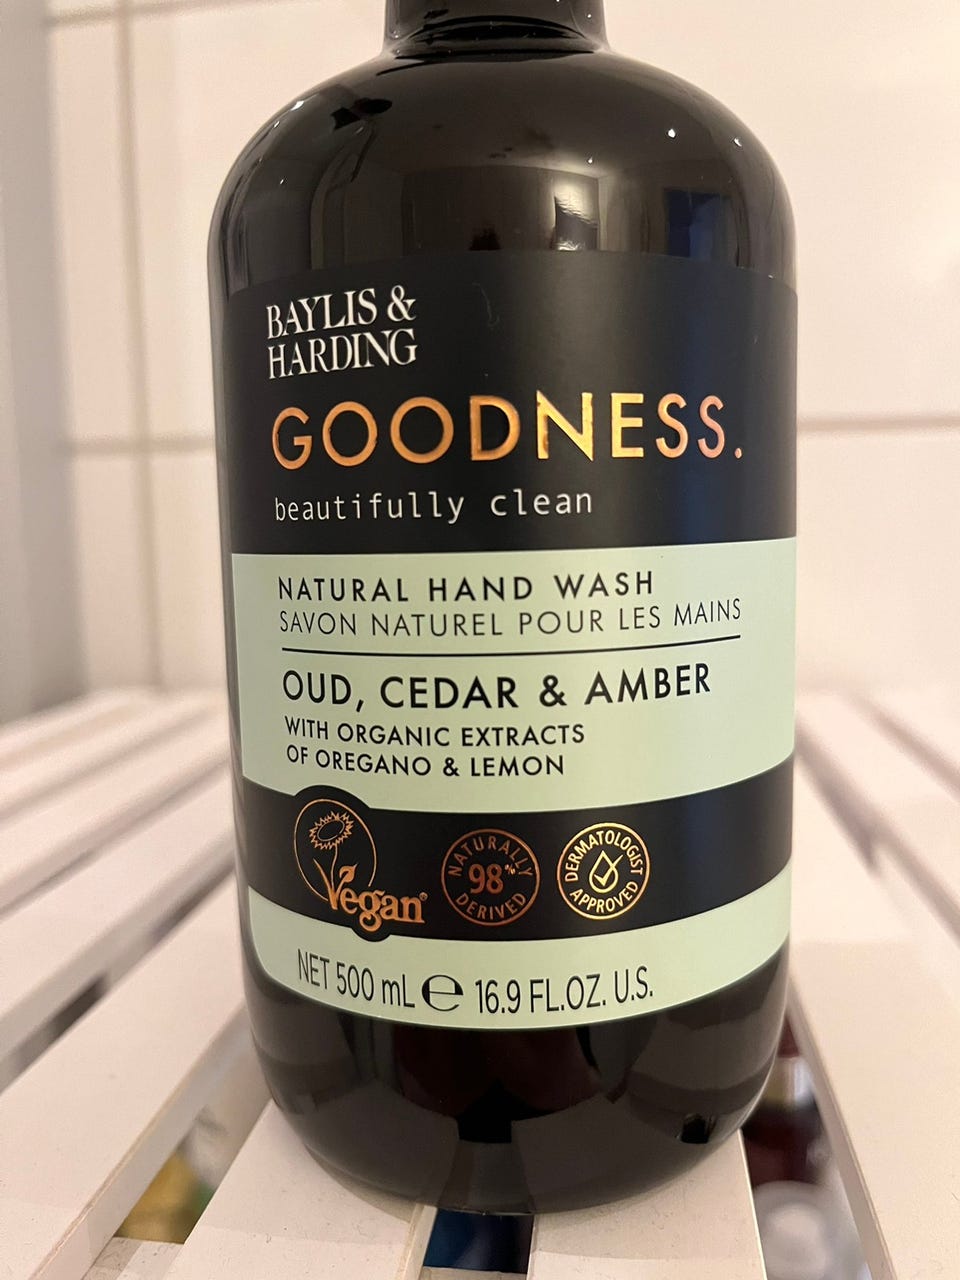 BAYLIS &
HARDING
GOODNESS.
beautifully clean
NATURAL HAND WASH
SAVON NATUREL POUR LES MAINS
OUD, CEDAR & AMBER
WITH ORGANIC EXTRACTS
OF OREGANO & LEMON
Vegan®
NATURALLY
98%
DERIVED
DERMATOLOGIST
APPROVED
NET 500 mL ℮ 16.9 FL.OZ. U.S.